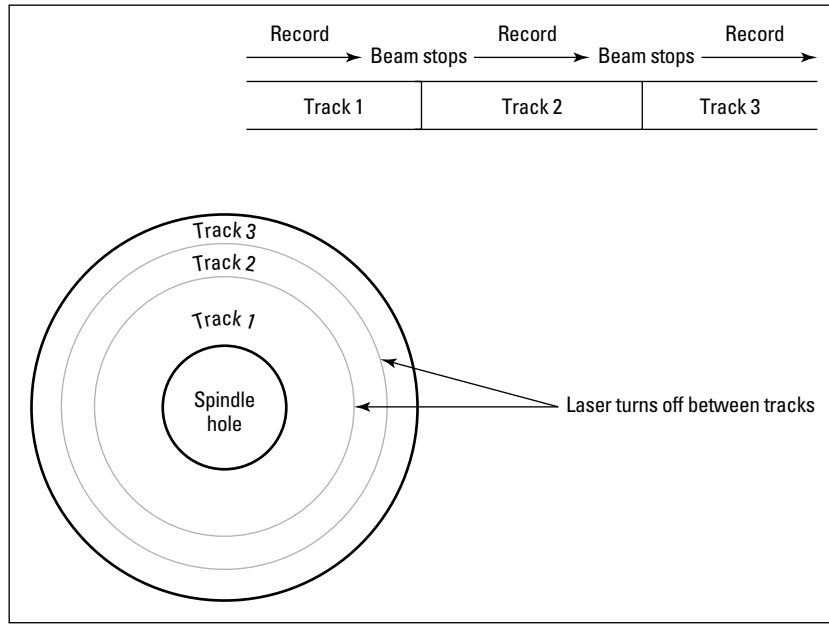 Record Record Record
Beam stops Beam stops
Track 1 Track 2 Track 3
Track 3
Track 2
Track 1
Spindle
hole
Laser turns off between tracks